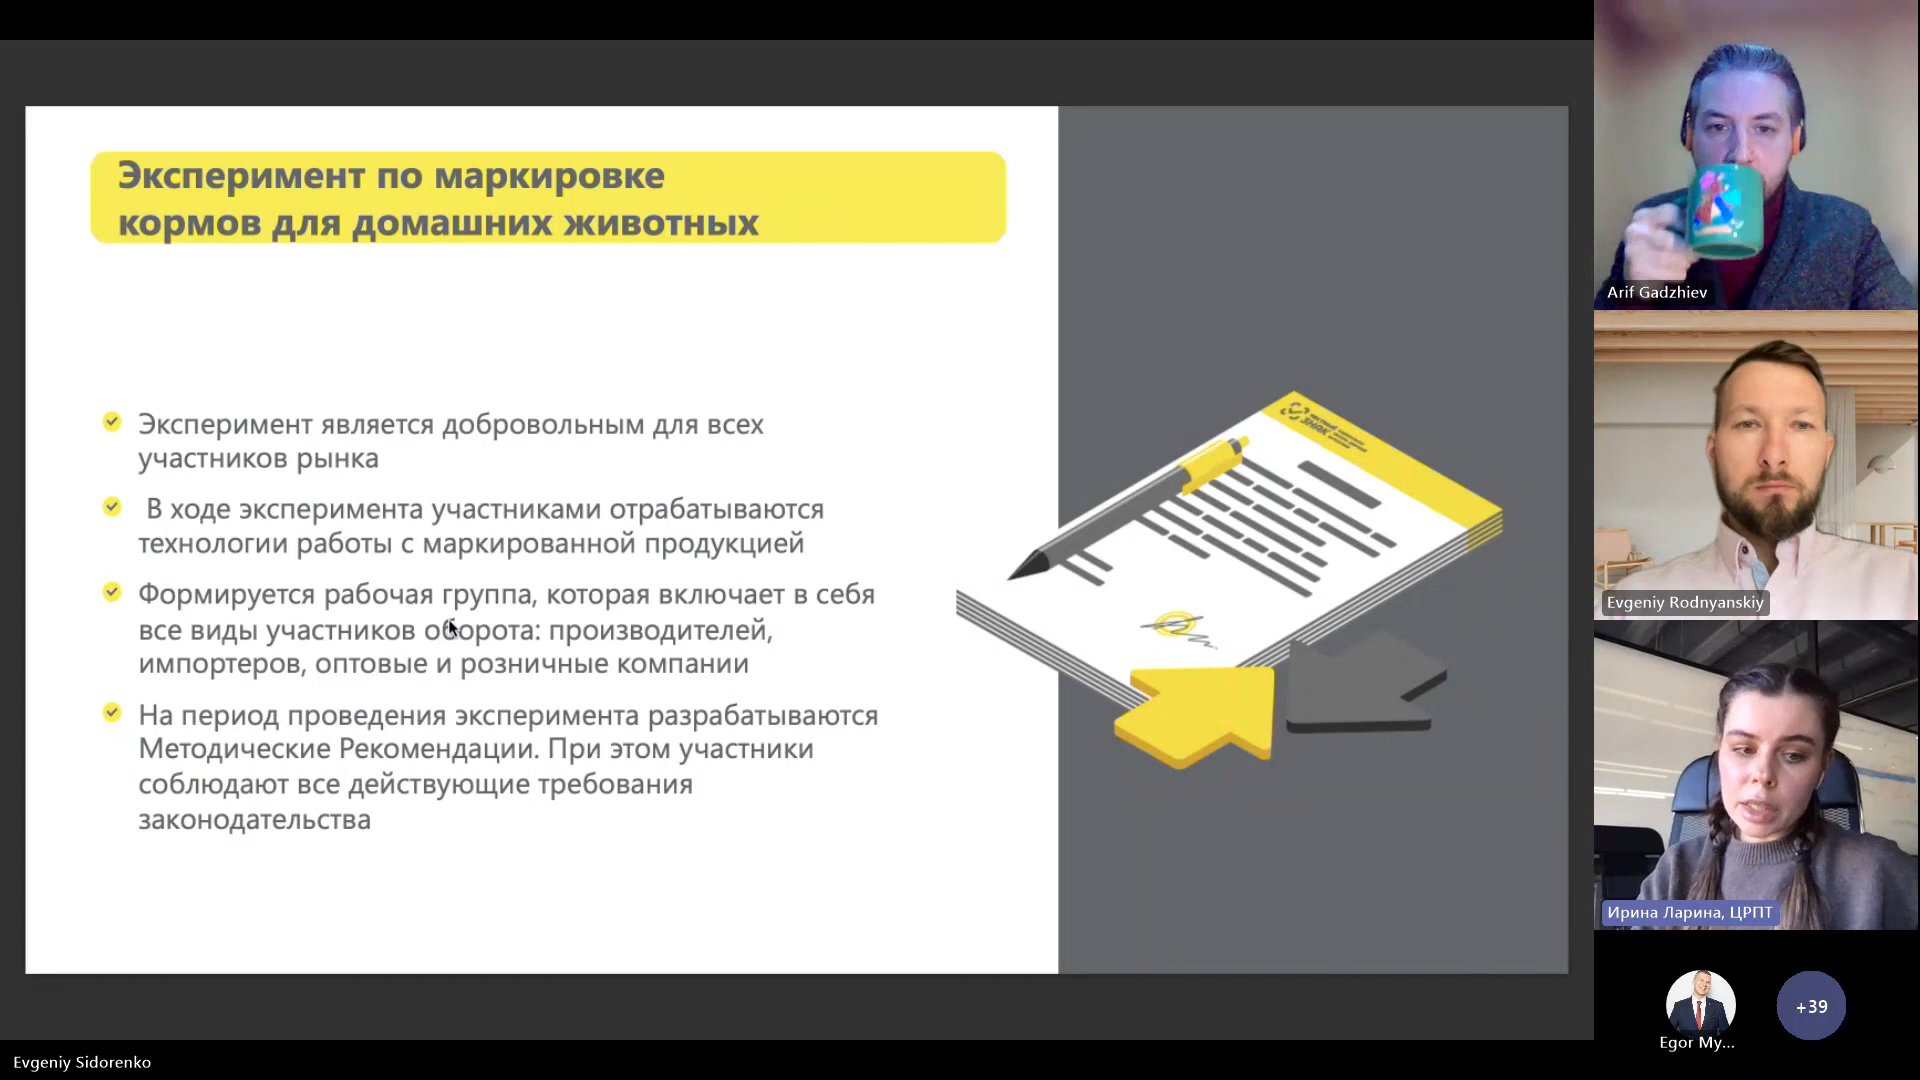 Эксперимент по маркировке
кормов для домашних животных
Эксперимент является добровольным для всех
участников рынка
В ходе эксперимента участниками отрабатываются
технологии работы с маркированной продукцией
Формируется рабочая группа, которая включает в себя
все виды участников оборота: производителей,
импортеров, оптовые и розничные компании
На период проведения эксперимента разрабатываются
Методические Рекомендации. При этом участники
соблюдают все действующие требования
законодательства
ЗНАК
Arif Gadzhiev
Evgeniy Rodnyanskiy
Ирина Ларина, ЦРПТ
Egor My...
+39
Evgeniy Sidorenko